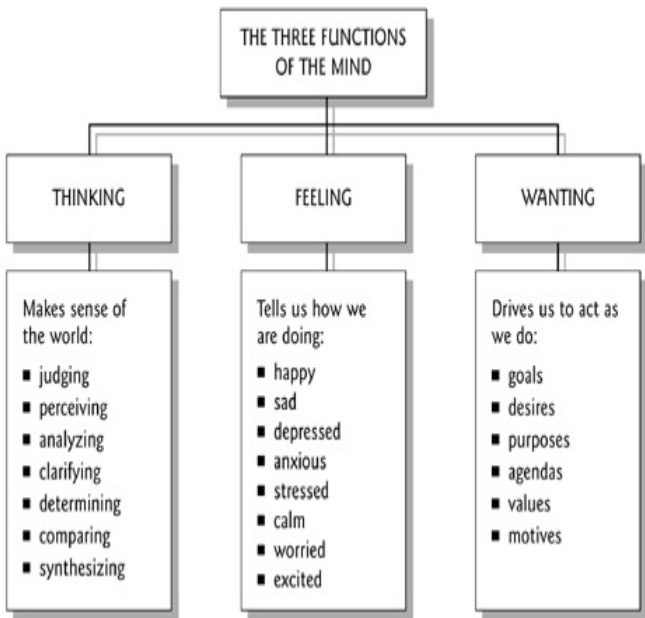 THE THREE FUNCTIONS
OF THE MIND
THINKING
FEELING
WANTING
Makes sense of
the world:
■ judging
■ perceiving
■ analyzing
■ clarifying
■ determining
■ comparing
■ synthesizing
Tells us how we
are doing:
■ happy
■ sad
■ depressed
■ anxious
■ stressed
■ calm
■ worried
■ excited
Drives us to act as
we do:
■ goals
■ desires
■ purposes
■ agendas
■ values
■ motives